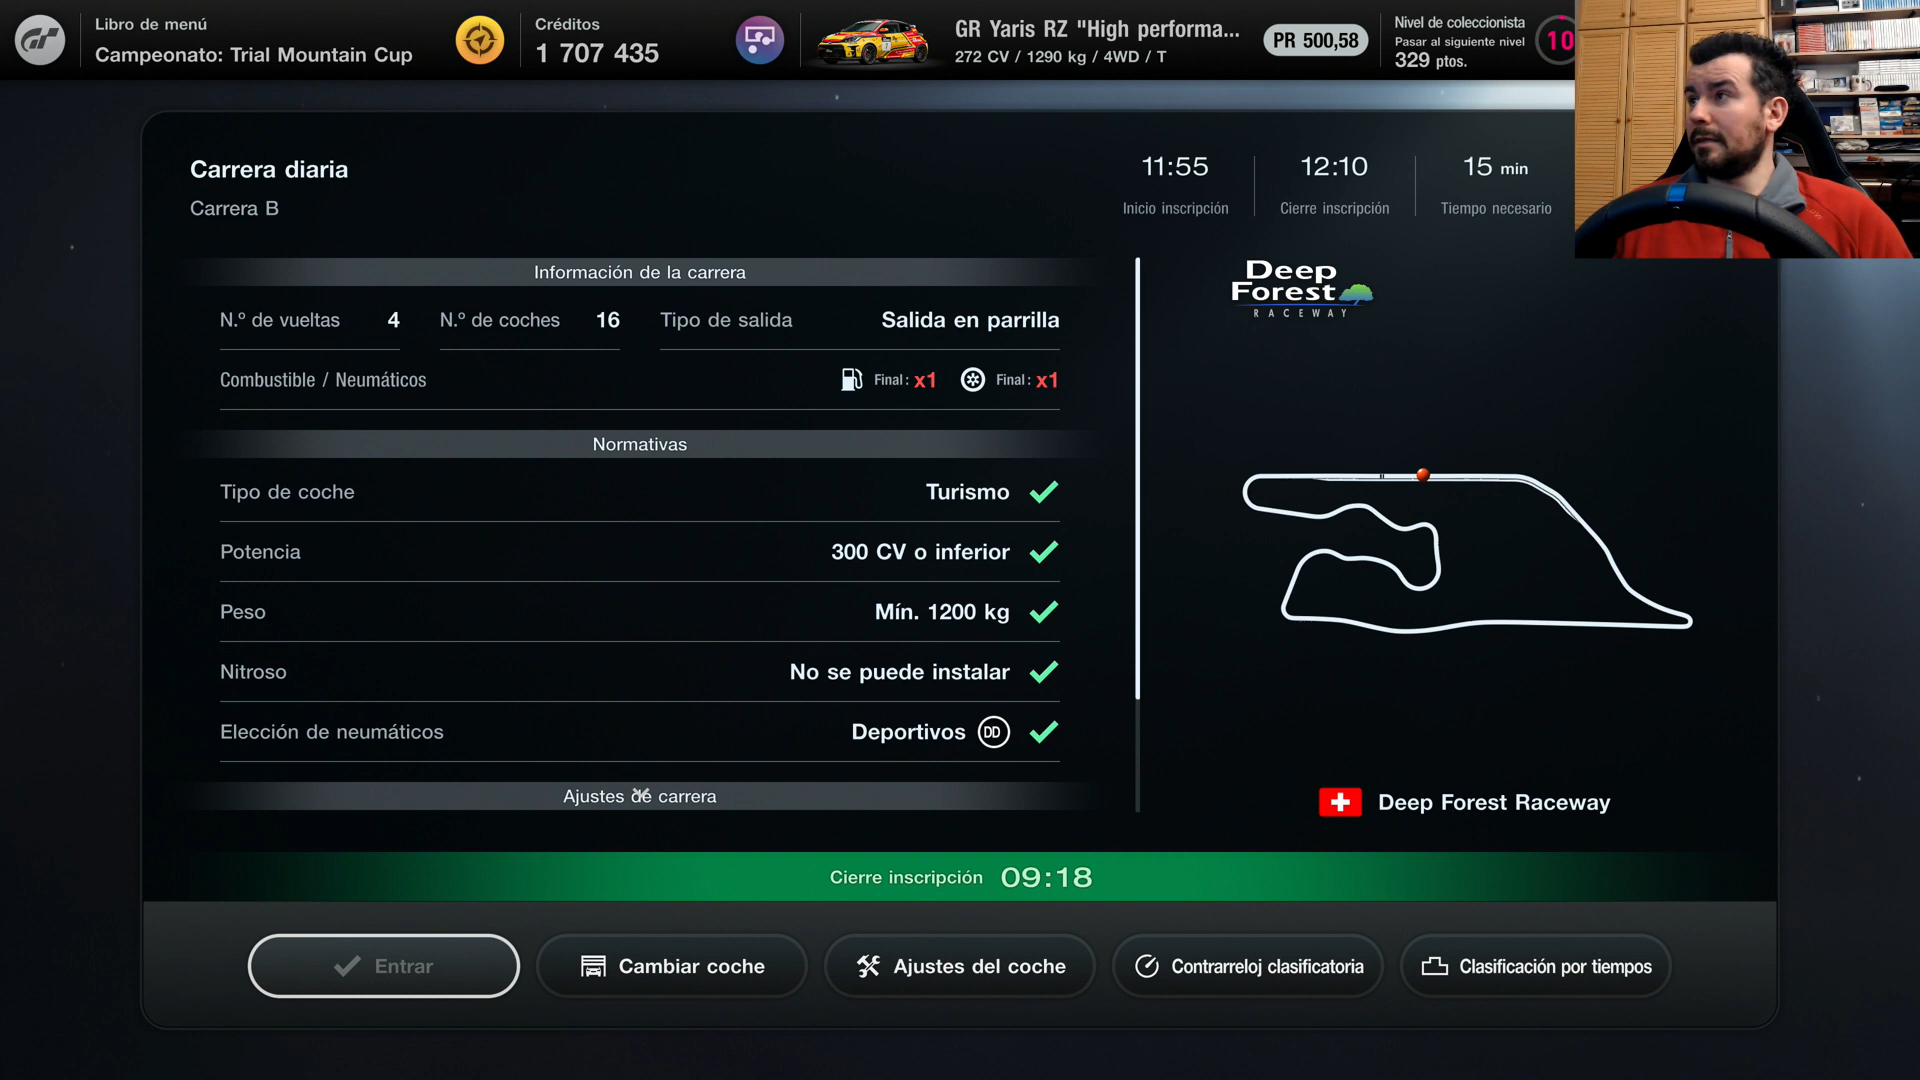 Libro de menú
Campeonato: Trial Mountain Cup
Créditos
1 707 435
GR Yaris RZ "High performa...
272 CV / 1290 kg / 4WD / T
PR 500,58
Nivel de coleccionista
Pasar al siguiente nivel
329 ptos.
10
Carrera diaria
Carrera B
11:55
Inicio inscripción
12:10
Cierre inscripción
15 min
Tiempo necesario
Información de la carrera
N.º de vueltas 4
N.º de coches 16
Tipo de salida Salida en parrilla
Combustible / Neumáticos Final: x1 Final: x1
Normativas
Tipo de coche Turismo
Potencia 300 CV o inferior
Peso Mín. 1200 kg
Nitroso No se puede instalar
Elección de neumáticos Deportivos DD
Ajustes de carrera
Deep
Forest
RACEWAY
Deep Forest Raceway
Cierre inscripción 09:18
Entrar
Cambiar coche
Ajustes del coche
Contrarreloj clasificatoria
Clasificación por tiempos